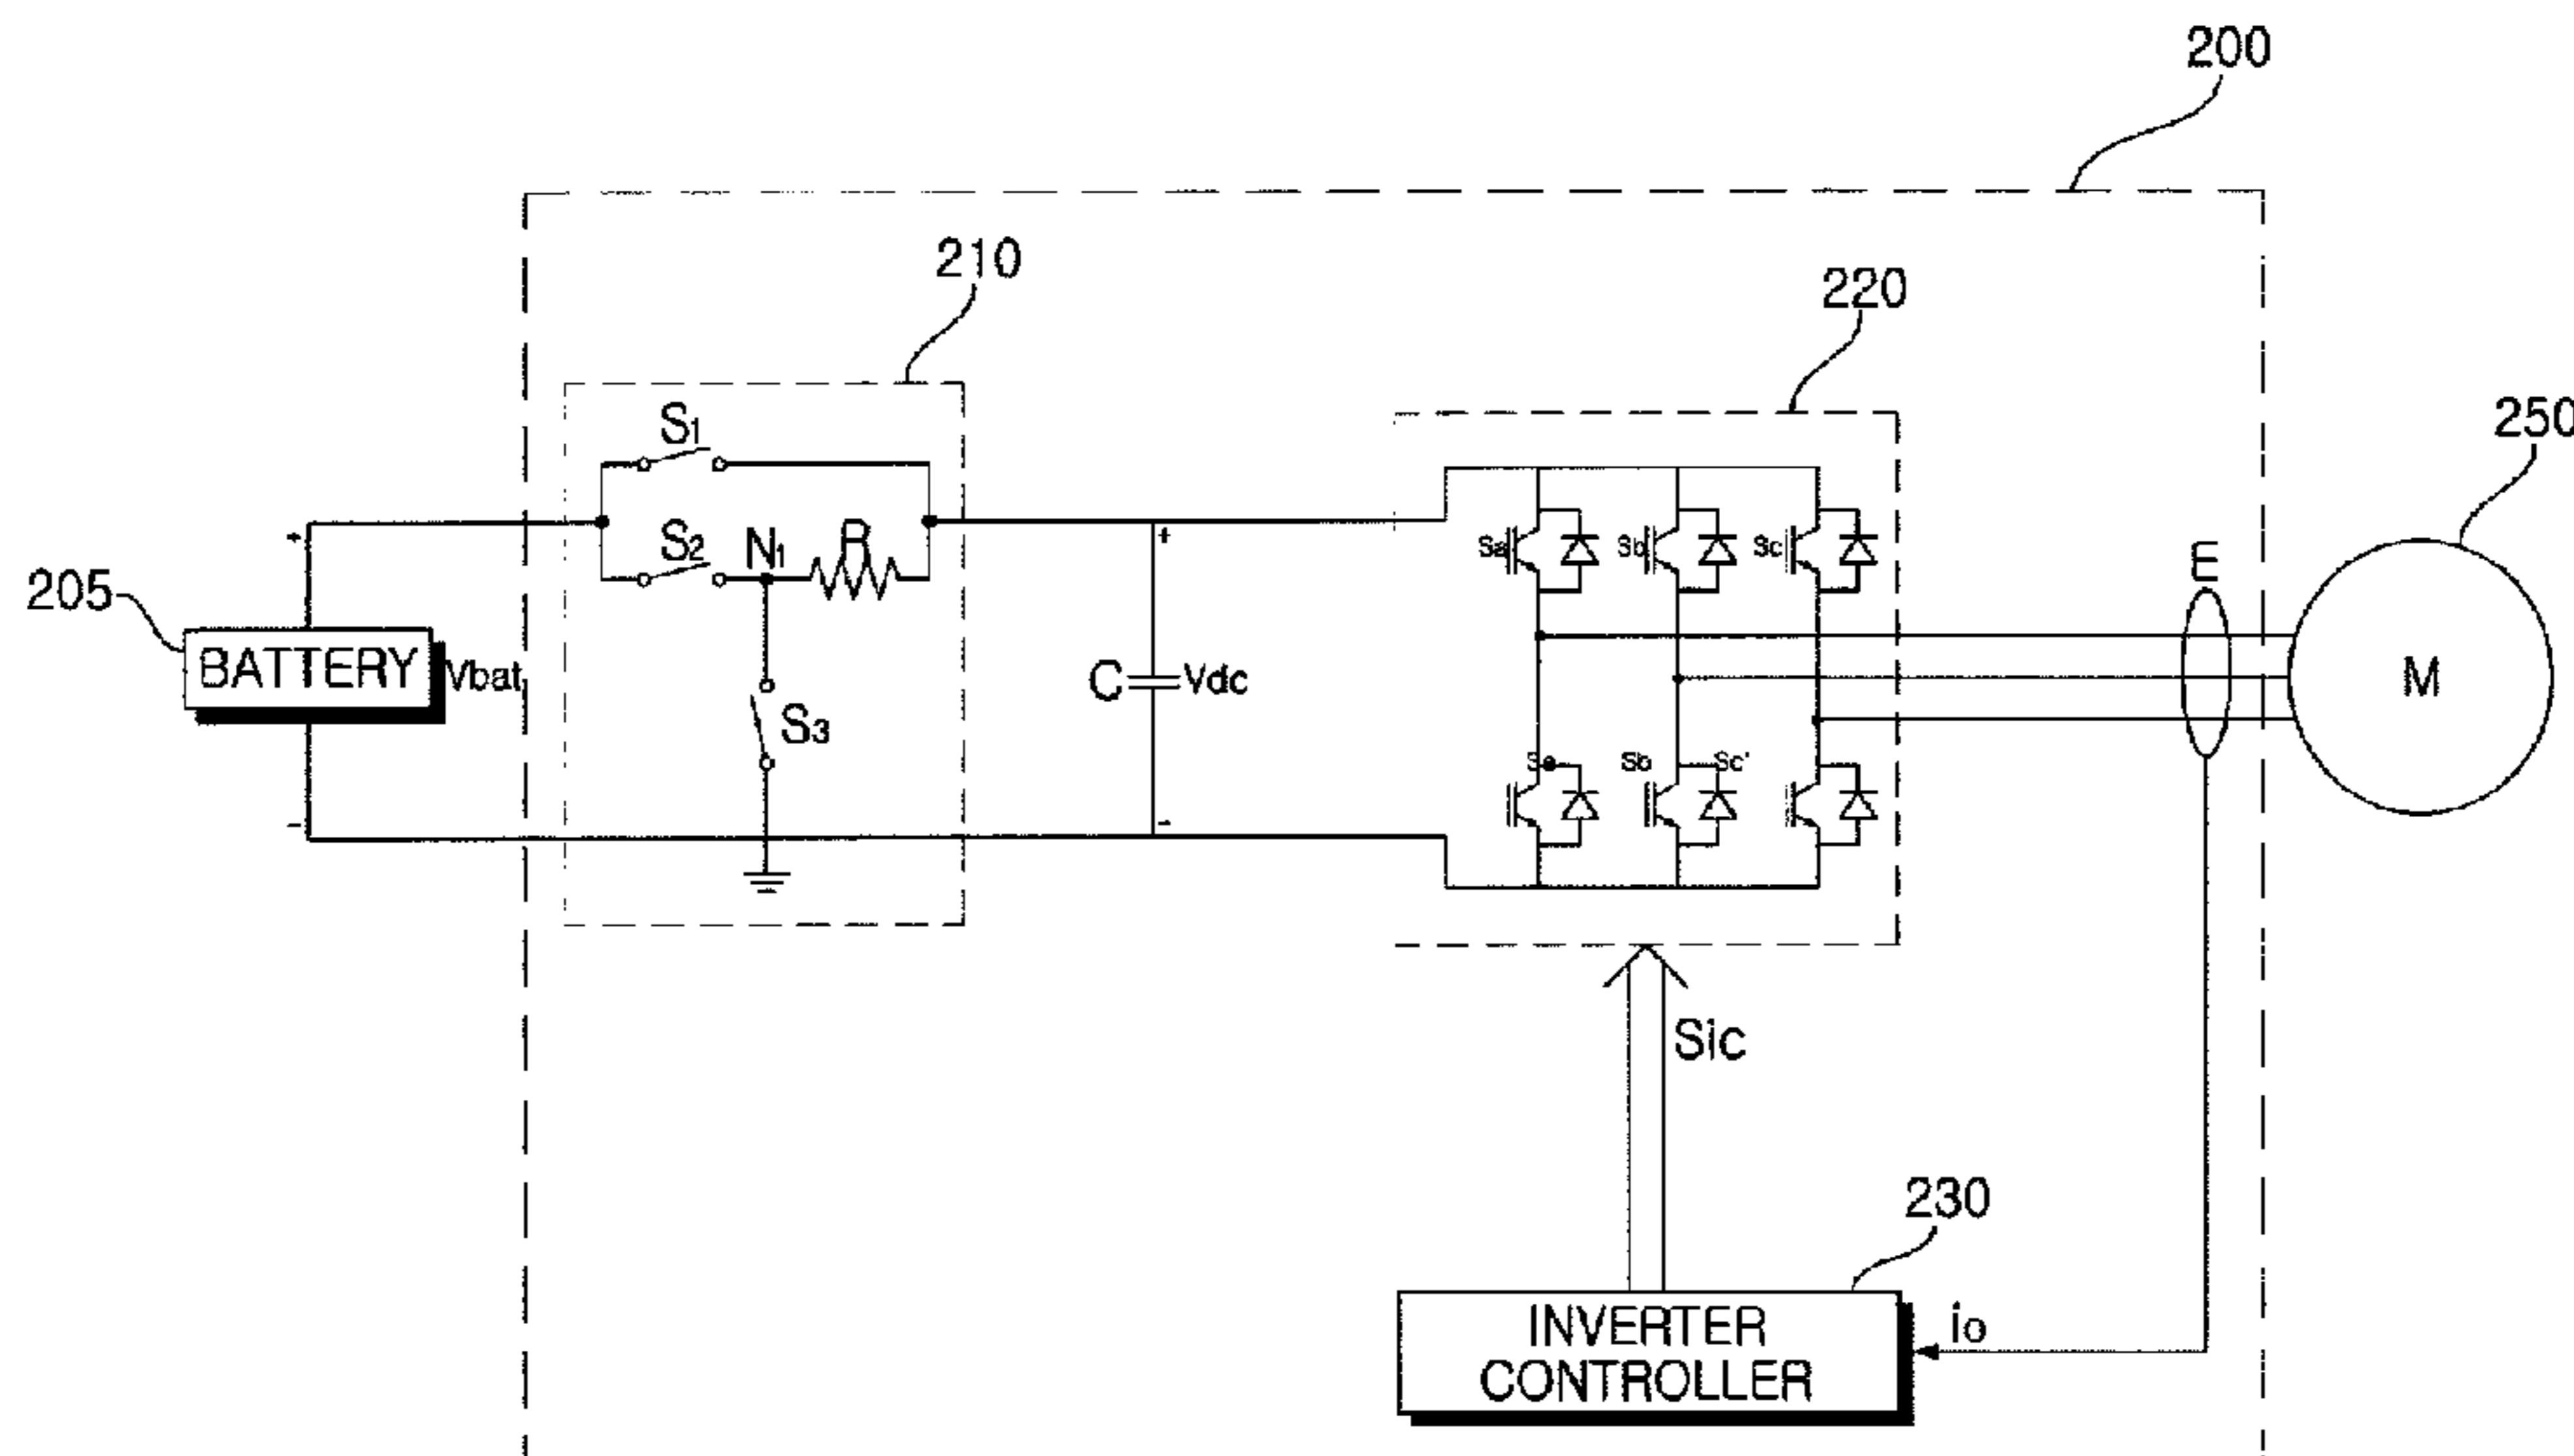 200
210
220
250
S1
S2
N1
R
Sa
Sb
Sc
E
+
+
205
BATTERY
Vbat
C
Vdc
M
S3
Sb
Sc'
-
-
Sic
230
INVERTER
CONTROLLER
io